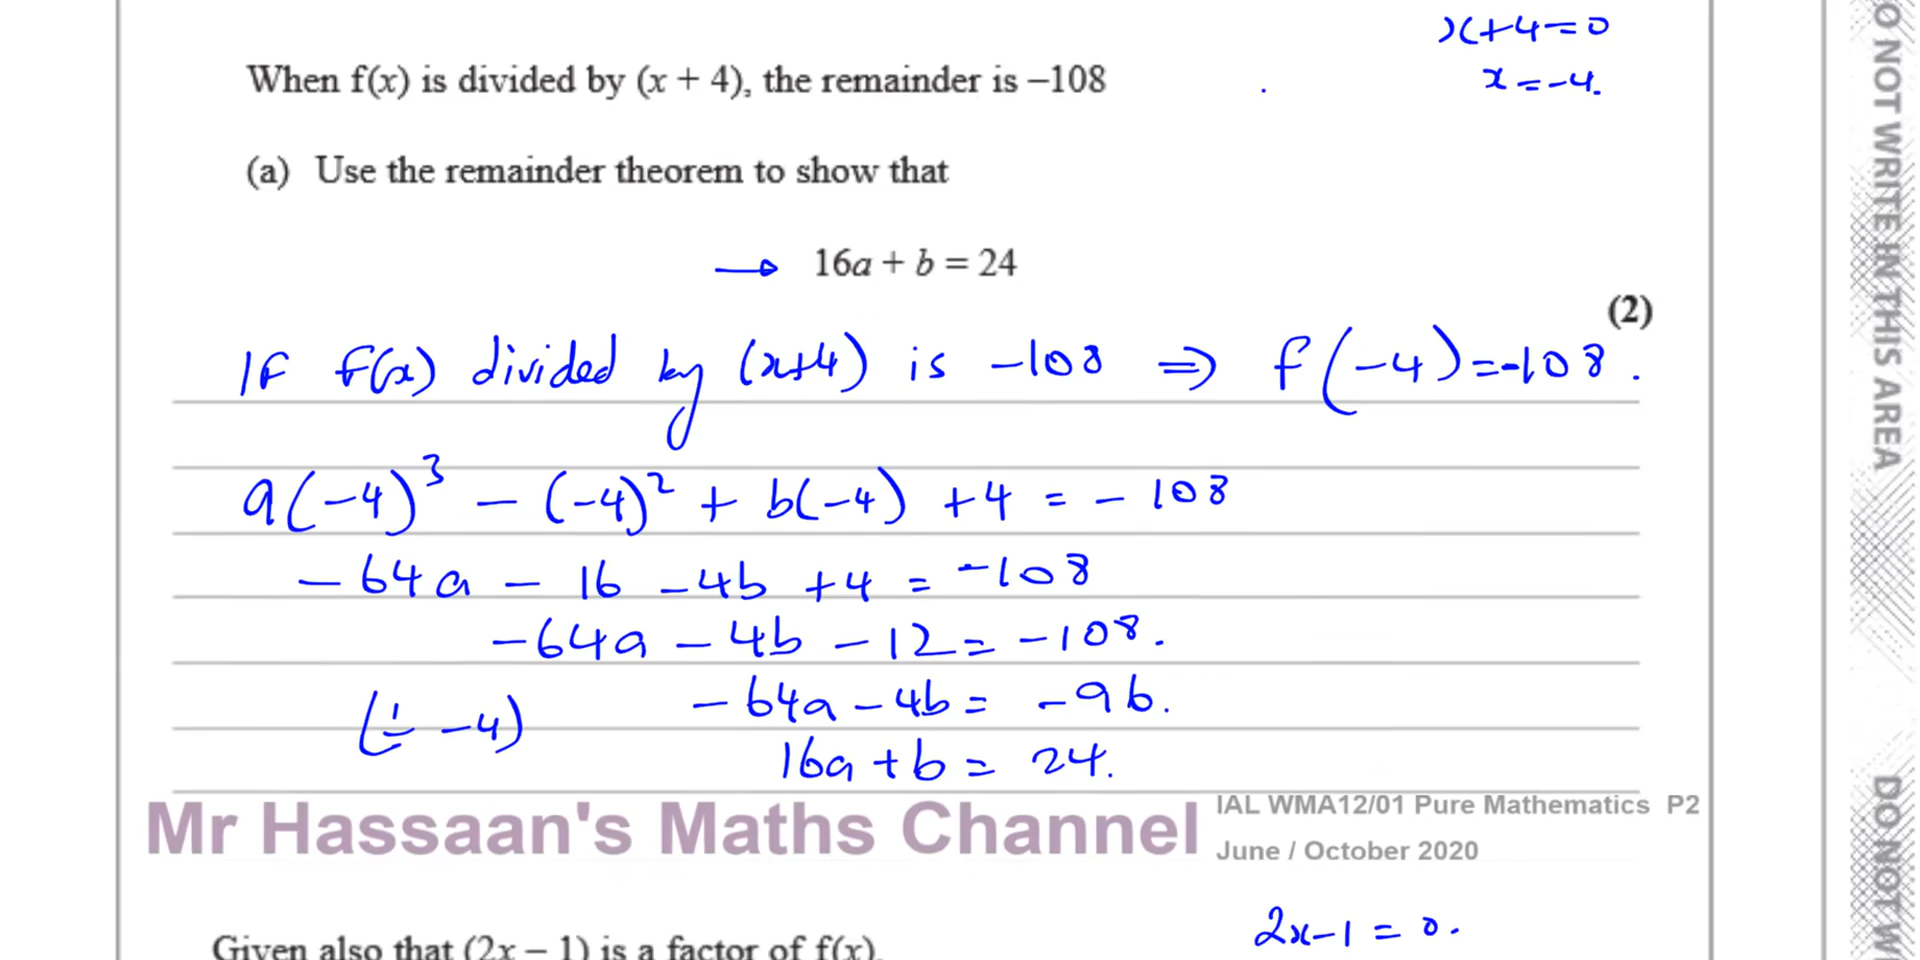 x+4=0
When f(x) is divided by (x + 4), the remainder is −108
x=-4.
(a) Use the remainder theorem to show that
→ 16a + b = 24
(2)
IF f(x) divided by (x+4) is -108 ⇒ f(-4)=-108.
a(-4)³ - (-4)² + b(-4) +4 = -108
-64a - 16 -4b +4 = -108
-64a - 4b - 12 = -108.
(÷ -4) -64a - 4b = -96.
16a + b = 24.
Mr Hassaan's Maths Channel
IAL WMA12/01 Pure Mathematics P2
June / October 2020
2x-1 = 0.
Given also that (2x − 1) is a factor of f(x).
O NOT WRITE IN THIS AREA
DO NOT W